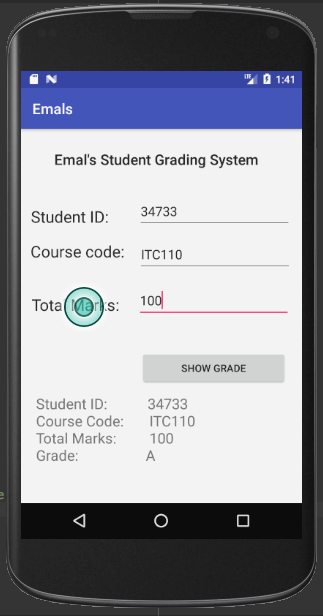 1:41
Emals
Emal's Student Grading System
Student ID: 34733
Course code: ITC110
Total Marks: 100
SHOW GRADE
Student ID: 34733
Course Code: ITC110
Total Marks: 100
Grade: A